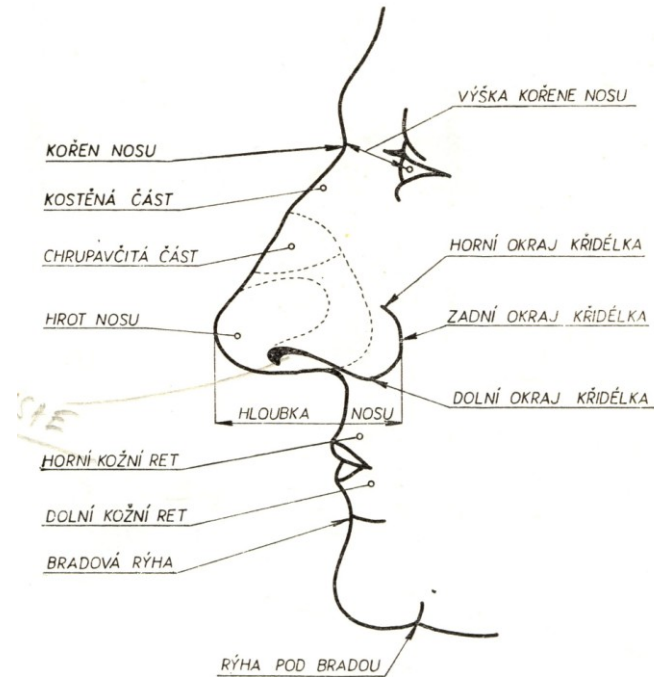 VÝŠKA KOŘENE NOSU
KOŘEN NOSU
KOSTĚNÁ ČÁST
CHRUPAVČITÁ ČÁST
HORNÍ OKRAJ KŘIDÉLKA
HROT NOSU
ZADNÍ OKRAJ KŘIDÉLKA
DOLNÍ OKRAJ KŘIDÉLKA
HLOUBKA NOSU
HORNÍ KOŽNÍ RET
DOLNÍ KOŽNÍ RET
BRADOVÁ RÝHA
RÝHA POD BRADOU